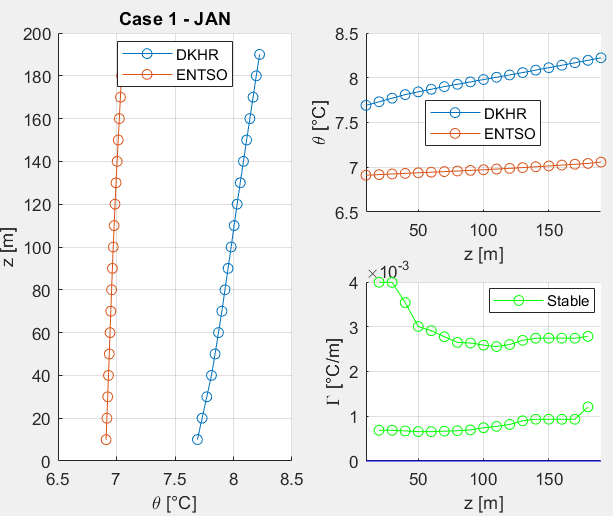 Case 1 - JAN
DKHR
ENTSO
200
180
160
140
120
100
80
60
40
20
0
z [m]
6.5 7 7.5 8 8.5
θ [°C]
8.5
8
7.5
7
6.5
θ [°C]
DKHR
ENTSO
50 100 150
z [m]
×10⁻³
4
3
2
1
0
Γ [°C/m]
Stable
50 100 150
z [m]